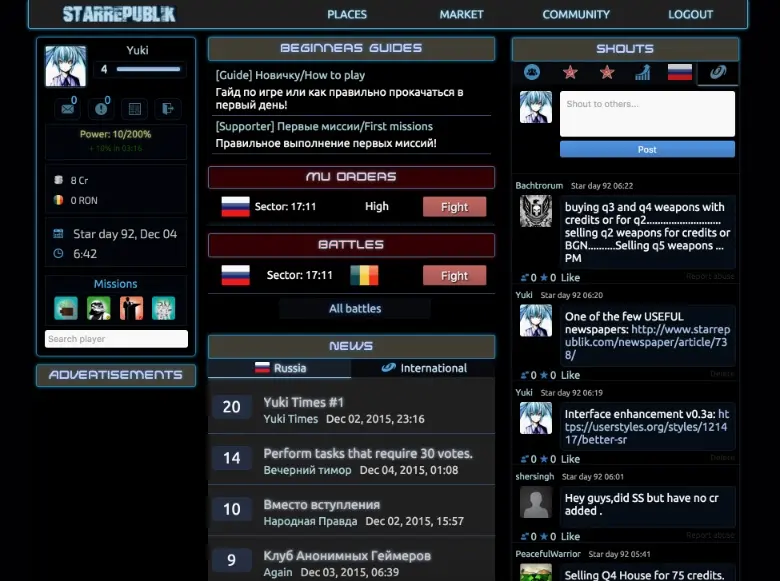 STARREPUBLIK
PLACES
MARKET
COMMUNITY
LOGOUT
Yuki
4
0
0
Power: 10/200%
+ 10% in 03:16
8 Cr
0 RON
Star day 92, Dec 04
6:42
Missions
Search player
ADVERTISEMENTS
BEGINNERS GUIDES
[Guide] Новичку/How to play
Гайд по игре или как правильно прокачаться в
первый день!
[Supporter] Первые миссии/First missions
Правильное выполнение первых миссий!
MU ORDERS
Sector: 17:11
High
Fight
BATTLES
Sector: 17:11
Fight
All battles
NEWS
Russia
International
20
Yuki Times #1
Yuki Times Dec 02, 2015, 23:16
14
Perform tasks that require 30 votes.
Вечерний тимор Dec 04, 2015, 01:08
10
Вместо вступления
Народная Правда Dec 02, 2015, 15:57
9
Клуб Анонимных Геймеров
Again Dec 03, 2015, 06:39
SHOUTS
Shout to others...
Post
Bachtrorum Star day 92 06:22
buying q3 and q4 weapons with
credits or for q2...........................
selling q2 weapons for credits or
BGN..........Selling q5 weapons ...
PM
0 0 Like
Report abuse
Yuki Star day 92 06:20
One of the few USEFUL
newspapers: http://www.starrep
ublik.com/newspaper/article/73
8/
0 0 Like
Delete
Yuki Star day 92 06:19
Interface enhancement v0.3a: ht
tps://userstyles.org/styles/1214
17/better-sr
0 0 Like
Delete
shersingh Star day 92 06:01
Hey guys,did SS but have no cr
added .
0 0 Like
Report abuse
PeacefulWarrior Star day 92 05:41
Selling Q4 House for 75 credits.